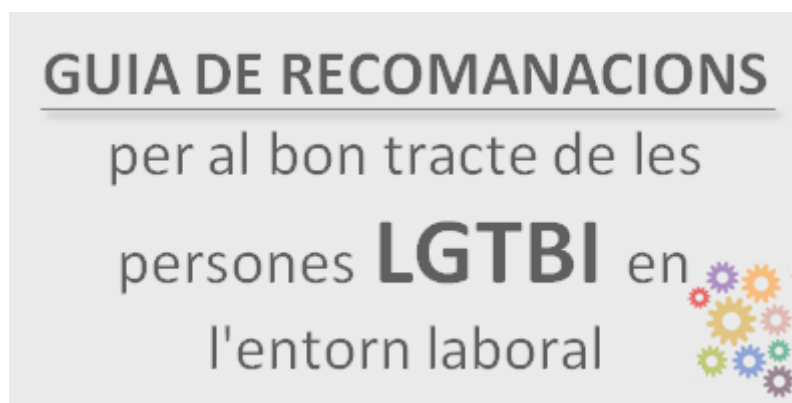 GUIA DE RECOMANACIONS
per al bon tracte de les
persones LGTBI en
l'entorn laboral